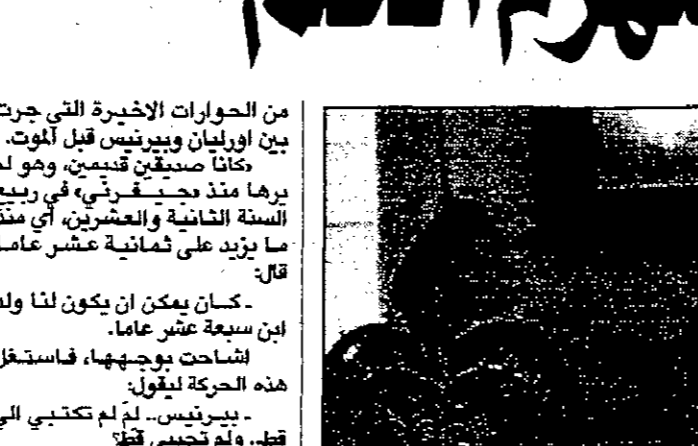 من الحوارات الاخيرة التي جرت
بين اورليان وبيرنيس قبل الموت.
«كانا صديقين قديمين، وهو لم
يرها منذ «جيفرني» في ربيع
السنة الثانية والعشرين، أي منذ
ما يزيد على ثمانية عشر عاما.
قال:
ـ كان يمكن ان يكون لنا ولد
ابن سبعة عشر عاما.
اشاحت بوجهها، فاستغل
هذه الحركة ليقول:
ـ بيرنيس.. لمَ لم تكتبي الي
قط، ولم تجيبي قط؟